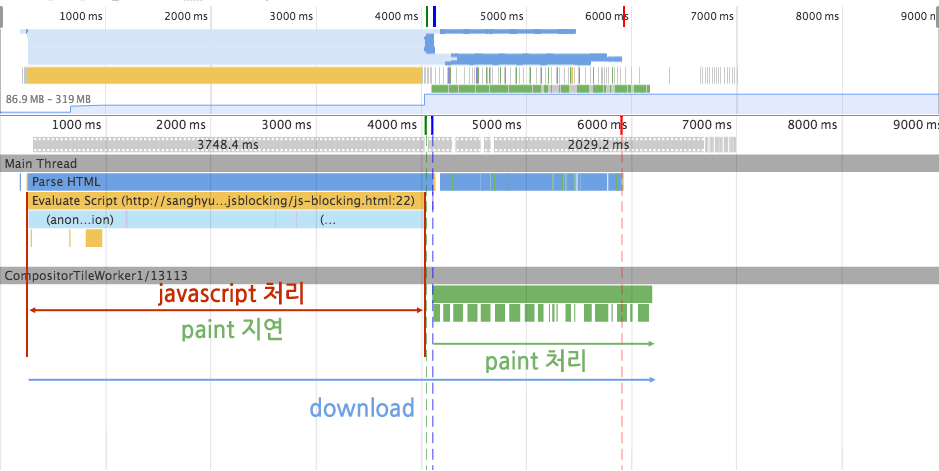 1000 ms 2000 ms 3000 ms 4000 ms 5000 ms 6000 ms 7000 ms 8000 ms 9000 n
86.9 MB – 319 MB
1000 ms 2000 ms 3000 ms 4000 ms 5000 ms 6000 ms 7000 ms 8000 ms 9000 ms
3748.4 ms 2029.2 ms
Main Thread
Parse HTML
Evaluate Script (http://sanghyu...jsblocking/js-blocking.html:22)
(anon...ion) (...
CompositorTileWorker1/13113
javascript 처리
paint 지연
paint 처리
download